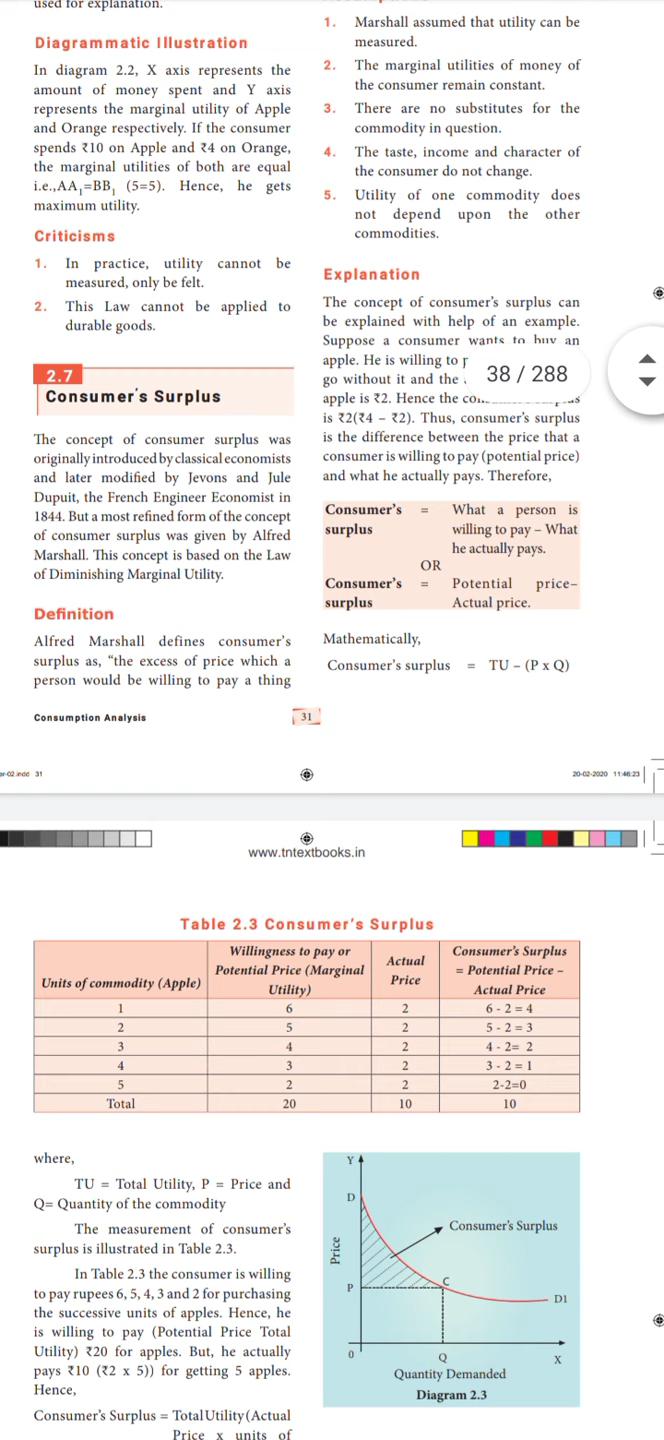 used for explanation.
Diagrammatic Illustration
In diagram 2.2, X axis represents the
amount of money spent and Y axis
represents the marginal utility of Apple
and Orange respectively. If the consumer
spends ₹10 on Apple and ₹4 on Orange,
the marginal utilities of both are equal
i.e.,AA₁=BB₁ (5=5). Hence, he gets
maximum utility.
Criticisms
1. In practice, utility cannot be
measured, only be felt.
2. This Law cannot be applied to
durable goods.
2.7
Consumer's Surplus
The concept of consumer surplus was
originally introduced by classical economists
and later modified by Jevons and Jule
Dupuit, the French Engineer Economist in
1844. But a most refined form of the concept
of consumer surplus was given by Alfred
Marshall. This concept is based on the Law
of Diminishing Marginal Utility.
Definition
Alfred Marshall defines consumer's
surplus as, “the excess of price which a
person would be willing to pay a thing
1. Marshall assumed that utility can be
measured.
2. The marginal utilities of money of
the consumer remain constant.
3. There are no substitutes for the
commodity in question.
4. The taste, income and character of
the consumer do not change.
5. Utility of one commodity does
not depend upon the other
commodities.
Explanation
The concept of consumer's surplus can
be explained with help of an example.
Suppose a consumer wants to buy an
apple. He is willing to
go without it and the
apple is ₹2. Hence the
is ₹2(₹4 – ₹2). Thus, consumer's surplus
is the difference between the price that a
consumer is willing to pay (potential price)
and what he actually pays. Therefore,
38 / 288
Consumer's = What a person is
surplus willing to pay – What
he actually pays.
OR
Consumer's = Potential price–
surplus Actual price.
Mathematically,
Consumer's surplus = TU – (P x Q)
Consumption Analysis 31
er-02.indd 31 20-02-2020 11:46:23
www.tntextbooks.in
Table 2.3 Consumer's Surplus
Units of commodity (Apple) Willingness to pay or Potential Price (Marginal Utility) Actual Price Consumer's Surplus = Potential Price – Actual Price
1 6 2 6 - 2 = 4
2 5 2 5 - 2 = 3
3 4 2 4 - 2= 2
4 3 2 3 - 2 = 1
5 2 2 2-2=0
Total 20 10 10
where,
TU = Total Utility, P = Price and
Q= Quantity of the commodity
The measurement of consumer's
surplus is illustrated in Table 2.3.
In Table 2.3 the consumer is willing
to pay rupees 6, 5, 4, 3 and 2 for purchasing
the successive units of apples. Hence, he
is willing to pay (Potential Price Total
Utility) ₹20 for apples. But, he actually
pays ₹10 (₹2 x 5)) for getting 5 apples.
Hence,
Consumer's Surplus = Total Utility (Actual
Price x units of
Y
D
Consumer's Surplus
Price
P
C
D1
0
Q
X
Quantity Demanded
Diagram 2.3